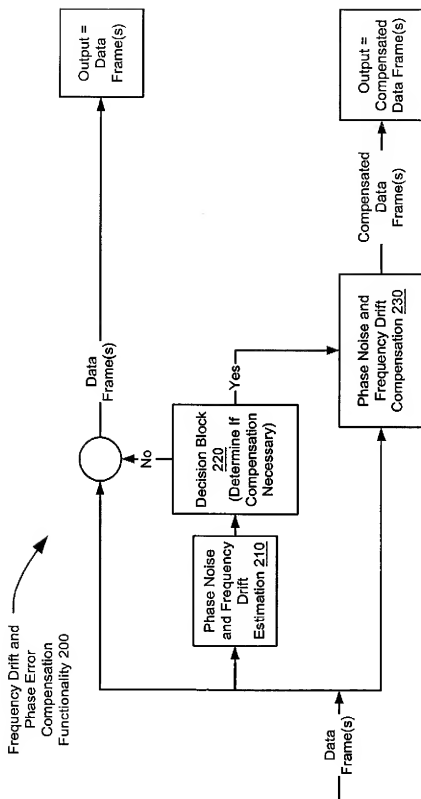 Frequency Drift and
Phase Error
Compensation
Functionality 200
Data
Frame(s)
Phase Noise
and Frequency
Drift
Estimation 210
Decision Block
220
(Determine If
Compensation
Necessary)
No
Yes
Data
Frame(s)
Output =
Data
Frame(s)
Phase Noise and
Frequency Drift
Compensation 230
Compensated
Data
Frame(s)
Output =
Compensated
Data Frame(s)